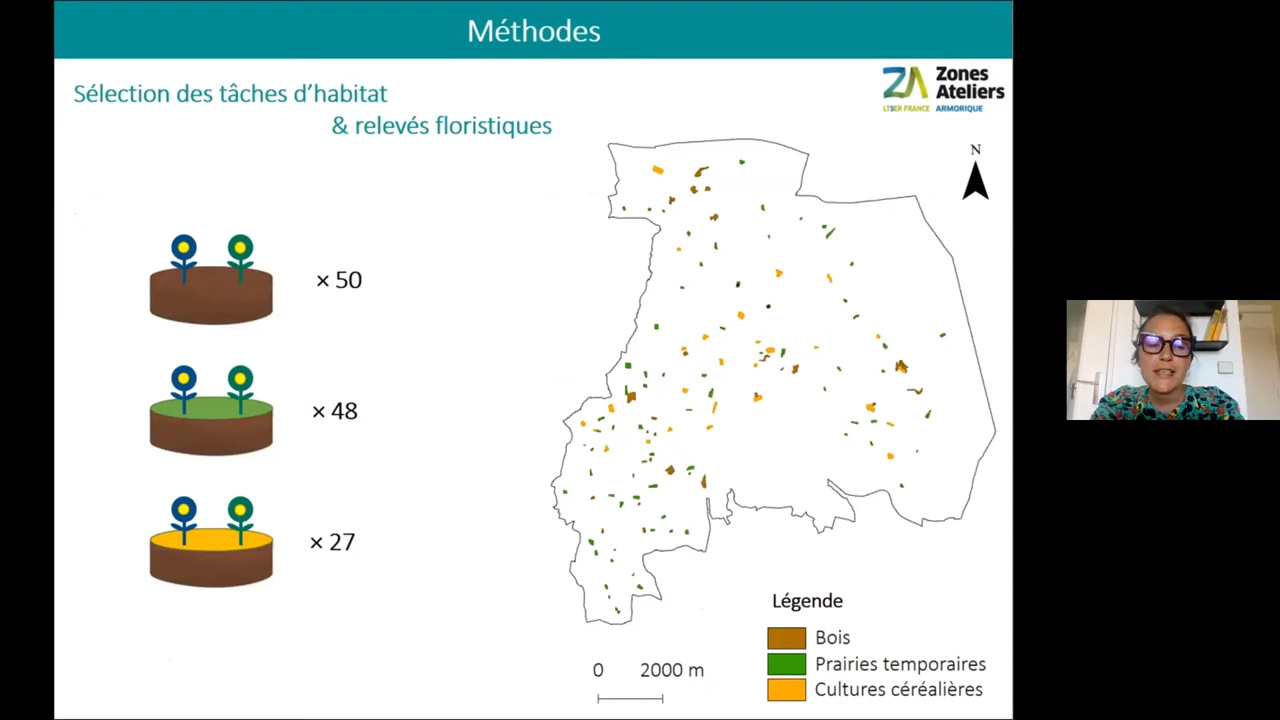 Méthodes
Sélection des tâches d'habitat
& relevés floristiques
ZA Zones
Ateliers
LTSER FRANCE ARMORIQUE
N
× 50
× 48
× 27
Légende
Bois
Prairies temporaires
Cultures céréalières
0 2000 m